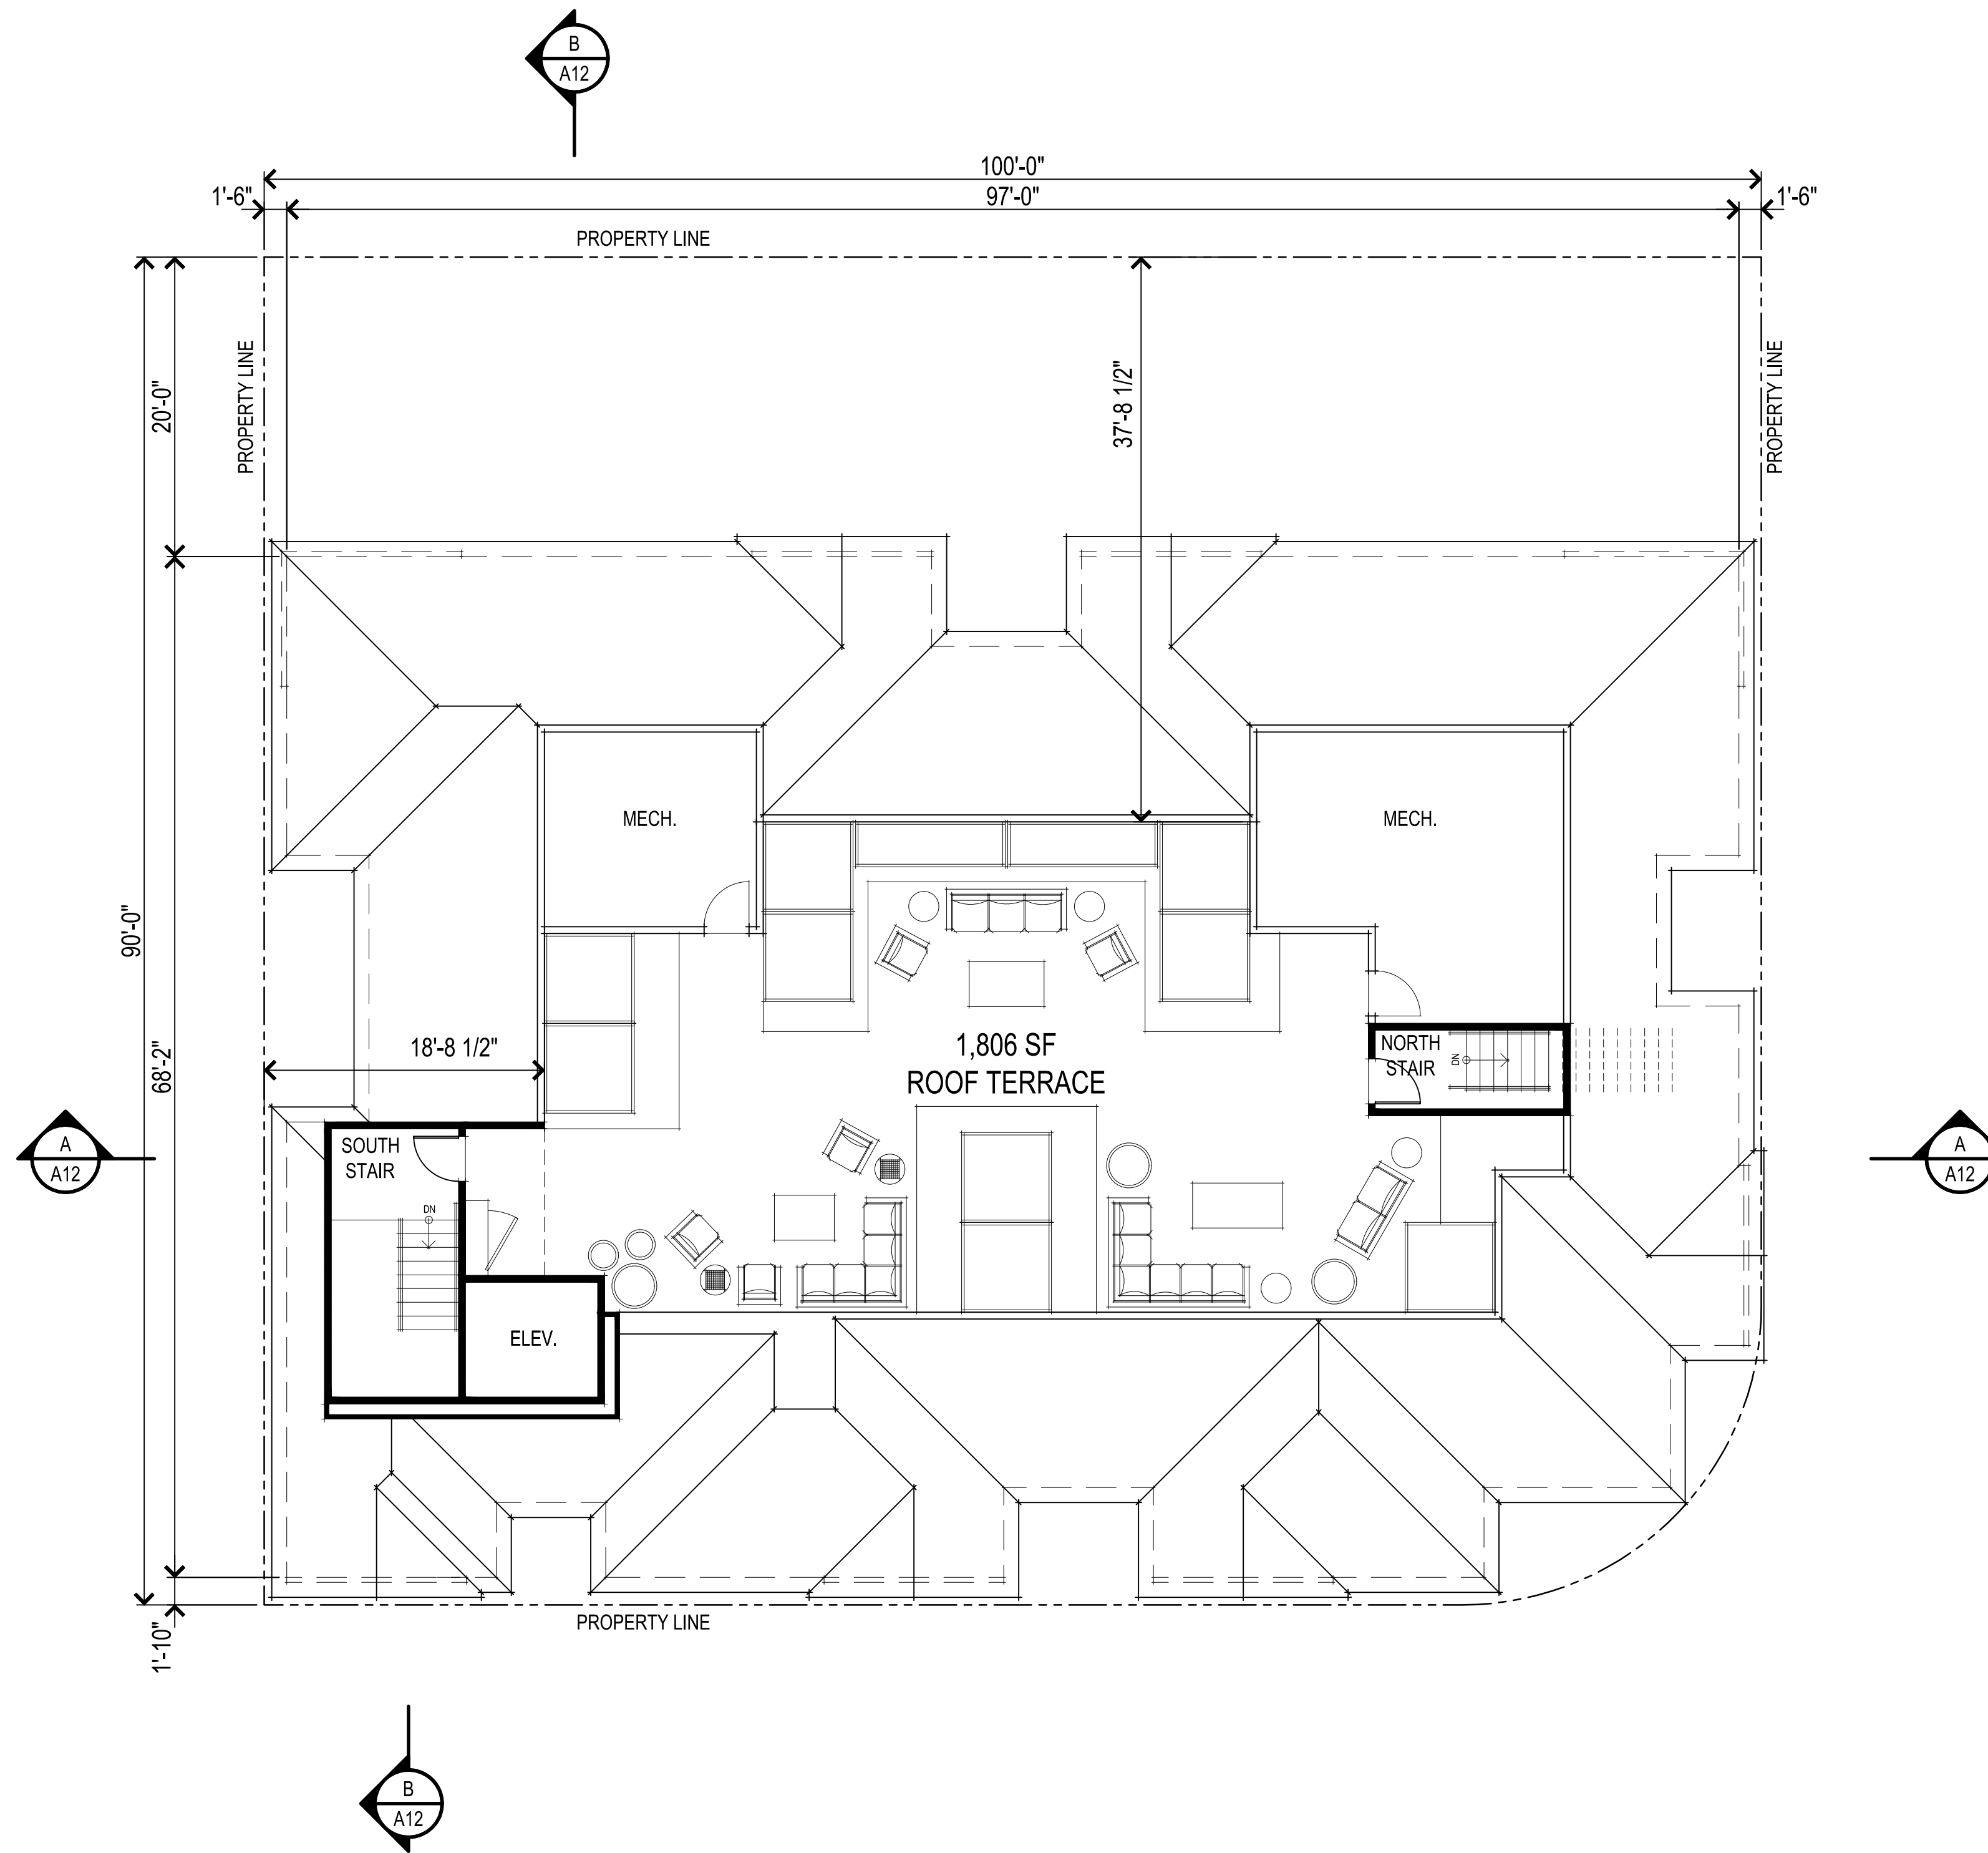 B
A12
100'-0"
1'-6"
97'-0"
1'-6"
PROPERTY LINE
PROPERTY LINE
PROPERTY LINE
20'-0"
37'-8 1/2"
MECH.
MECH.
90'-0"
68'-2"
18'-8 1/2"
1,806 SF
ROOF TERRACE
NORTH
STAIR
DN
SOUTH
STAIR
DN
A
A12
A
A12
ELEV.
PROPERTY LINE
1'-10"
B
A12